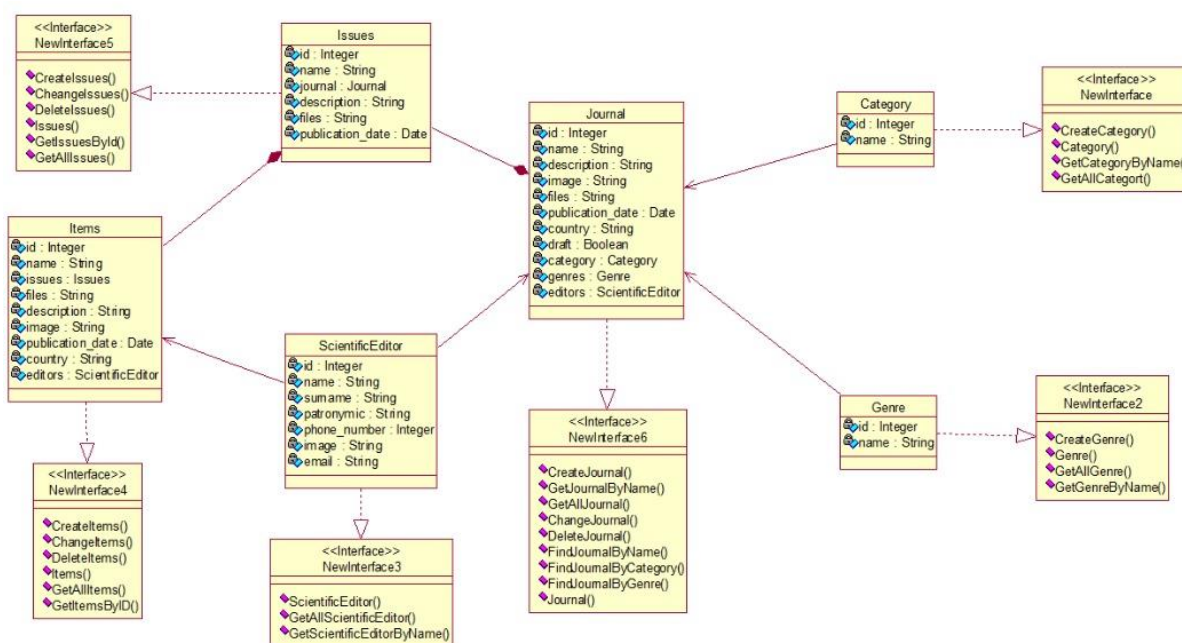 <<Interface>>
NewInterface5
CreateIssues()
CheangeIssues()
DeleteIssues()
Issues()
GetIssuesById()
GetAllIssues()
Issues
id : Integer
name : String
journal : Journal
description : String
files : String
publication_date : Date
Journal
id : Integer
name : String
description : String
image : String
files : String
publication_date : Date
country : String
draft : Boolean
category : Category
genres : Genre
editors : ScientificEditor
Category
id : Integer
name : String
<<Interface>>
NewInterface
CreateCategory()
Category()
GetCategoryByName()
GetAllCategort()
Items
id : Integer
name : String
issues : Issues
files : String
description : String
image : String
publication_date : Date
country : String
editors : ScientificEditor
ScientificEditor
id : Integer
name : String
surname : String
patronymic : String
phone_number : Integer
image : String
email : String
Genre
id : Integer
name : String
<<Interface>>
NewInterface2
CreateGenre()
Genre()
GetAllGenre()
GetGenreByName()
<<Interface>>
NewInterface4
CreateItems()
ChangeItems()
DeleteItems()
Items()
GetAllItems()
GetItemsByID()
<<Interface>>
NewInterface3
ScientificEditor()
GetAllScientificEditor()
GetScientificEditorByName()
<<Interface>>
NewInterface6
CreateJournal()
GetJournalByName()
GetAllJournal()
ChangeJournal()
DeleteJournal()
FindJournalByName()
FindJournalByCategory()
FindJournalByGenre()
Journal()